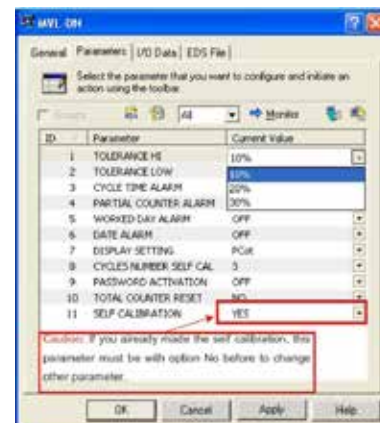 MVL-DN
General Parameters I/O Data EDS File
Select the parameter that you want to configure and initiate an
action using the toolbar.
Groups All Monitor
ID Parameter Current Value
1 TOLERANCE HI 10%
2 TOLERANCE LOW 10%
3 CYCLE TIME ALARM 20%
4 PARTIAL COUNTER ALARM 30%
5 WORKED DAY ALARM OFF
6 DATE ALARM OFF
7 DISPLAY SETTING
8 CYCLES NUMBER SELF CAL 3
9 PASSWORD ACTIVATION OFF
10 TOTAL COUNTER RESET NO
11 SELF CALIBRATION YES
Caution: If you already made the self calibration, this
parameter must be with option No before to change
other parameter.
OK Cancel Apply Help